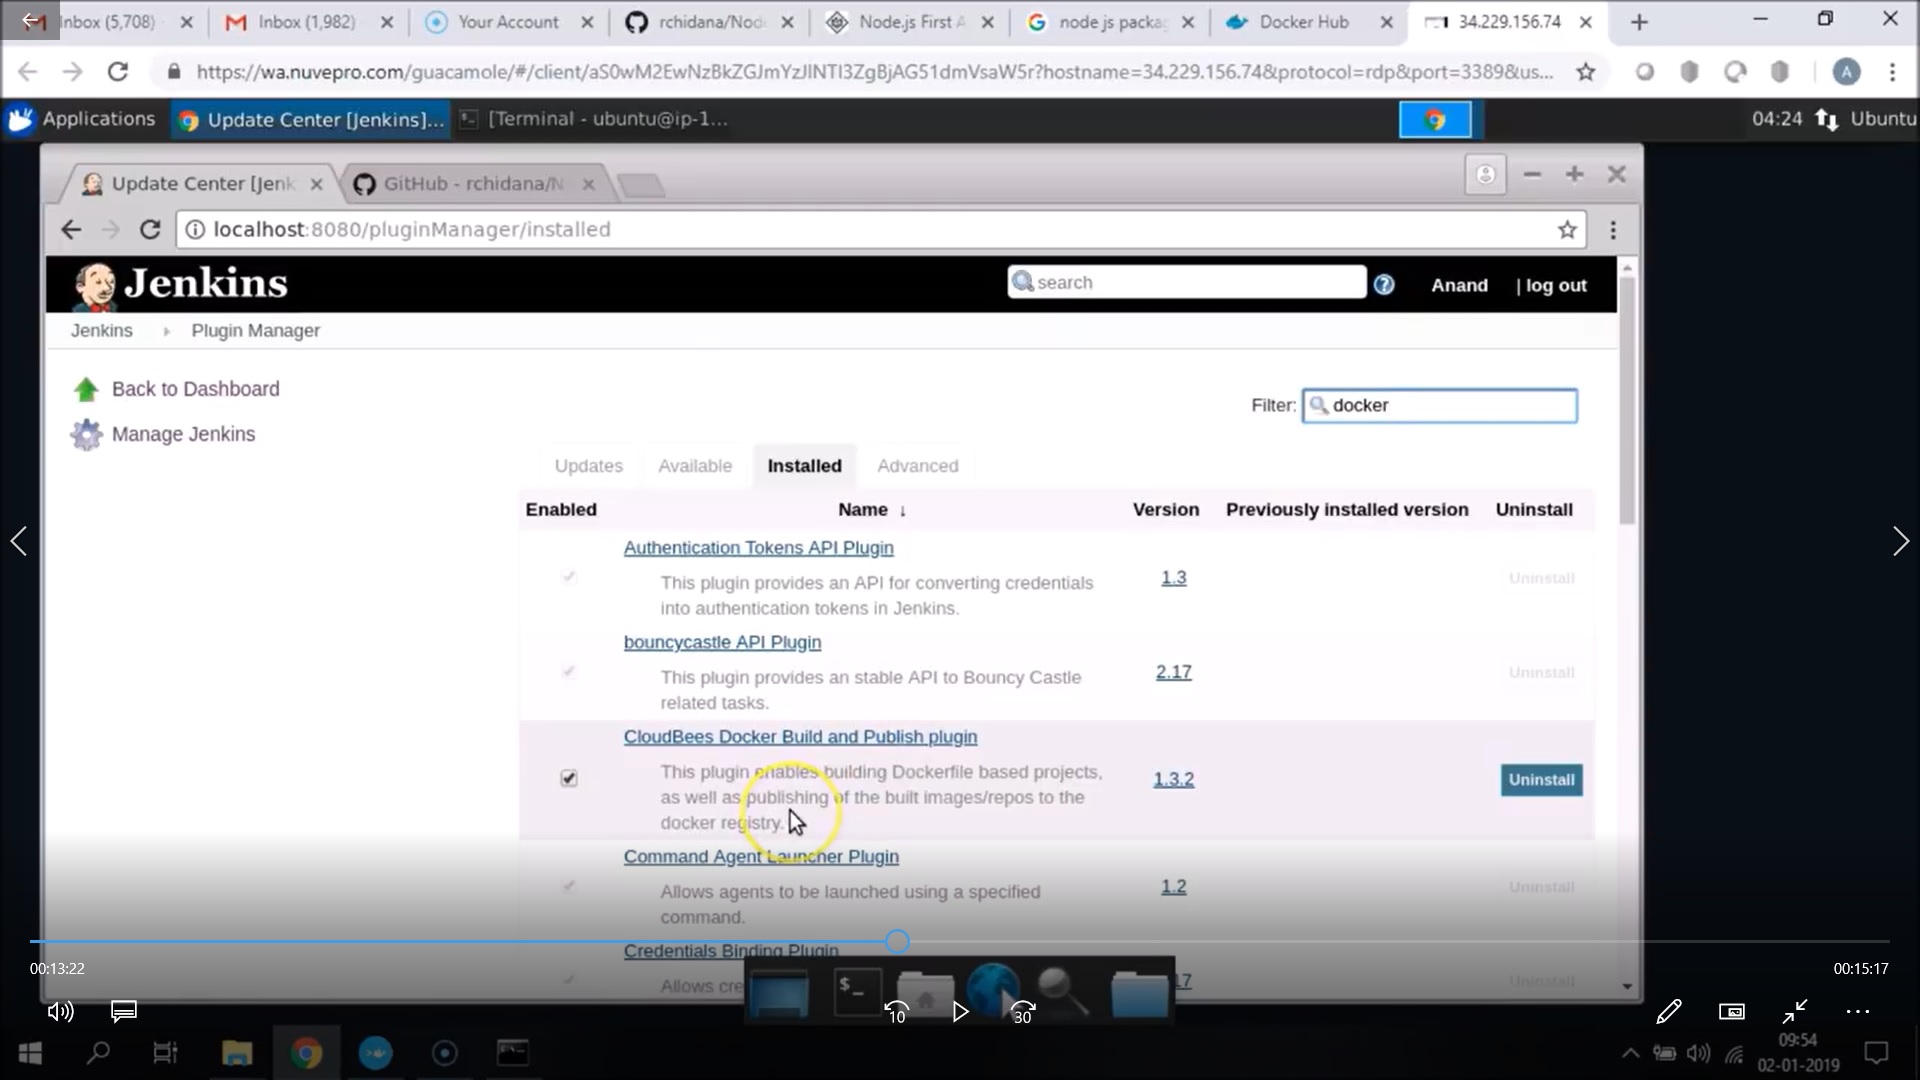 Inbox (5,708)
Inbox (1,982)
Your Account
rchidana/Nod
Node.js First A
node js packag
Docker Hub
34.229.156.74
https://wa.nuvepro.com/guacamole/#/client/
?hostname=34.229.156.74&protocol=rdp&port=3389&us...
A
Applications
Update Center [Jenkins]...
[Terminal - ubuntu@ip-1...
04:24
Ubuntu
Update Center [Jenk
GitHub - rchidana/N
localhost:8080/pluginManager/installed
Jenkins
search
Anand
| log out
Jenkins
Plugin Manager
Back to Dashboard
Manage Jenkins
Filter:
docker
Updates
Available
Installed
Advanced
Enabled
Name ↓
Version
Previously installed version
Uninstall
Authentication Tokens API Plugin
This plugin provides an API for converting credentials
into authentication tokens in Jenkins.
1.3
Uninstall
bouncycastle API Plugin
This plugin provides an stable API to Bouncy Castle
related tasks.
2.17
Uninstall
CloudBees Docker Build and Publish plugin
This plugin enables building Dockerfile based projects,
as well as publishing of the built images/repos to the
docker registry.
1.3.2
Uninstall
Command Agent Launcher Plugin
Allows agents to be launched using a specified
command.
1.2
Uninstall
Credentials Binding Plugin
Allows cre
17
Uninstall
00:13:22
00:15:17
10
30
09:54
02-01-2019